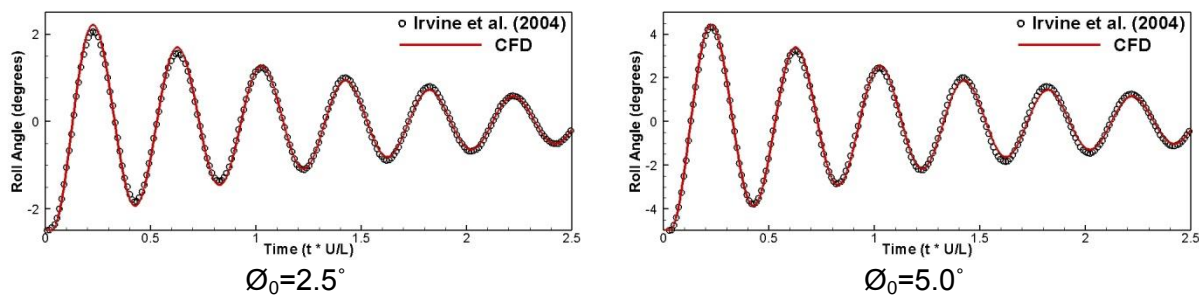 Irvine et al. (2004)
CFD
Roll Angle (degrees)
2
0
-2
0
0.5
1
1.5
2
2.5
Time (t * U/L)
Ø0=2.5°
Irvine et al. (2004)
CFD
Roll Angle (degrees)
4
2
0
-2
-4
0
0.5
1
1.5
2
2.5
Time (t * U/L)
Ø0=5.0°